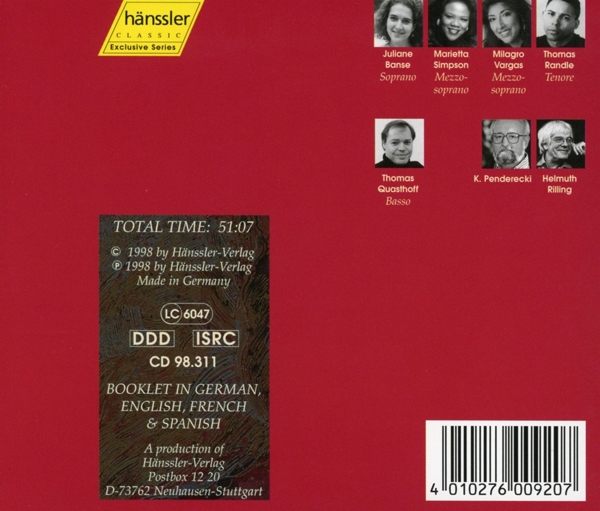 hänssler
CLASSIC
Exclusive Series
Juliane
Banse
Soprano
Marietta
Simpson
Mezzo-
soprano
Milagro
Vargas
Mezzo-
soprano
Thomas
Randle
Tenore
Thomas
Quasthoff
Basso
K. Penderecki
Helmuth
Rilling
TOTAL TIME: 51:07
© 1998 by Hänssler-Verlag
℗ 1998 by Hänssler-Verlag
Made in Germany
LC 6047
DDD ISRC
CD 98.311
BOOKLET IN GERMAN,
ENGLISH, FRENCH
& SPANISH
A production of
Hänssler-Verlag
Postbox 12 20
D-73762 Neuhausen-Stuttgart
4 010276 009207